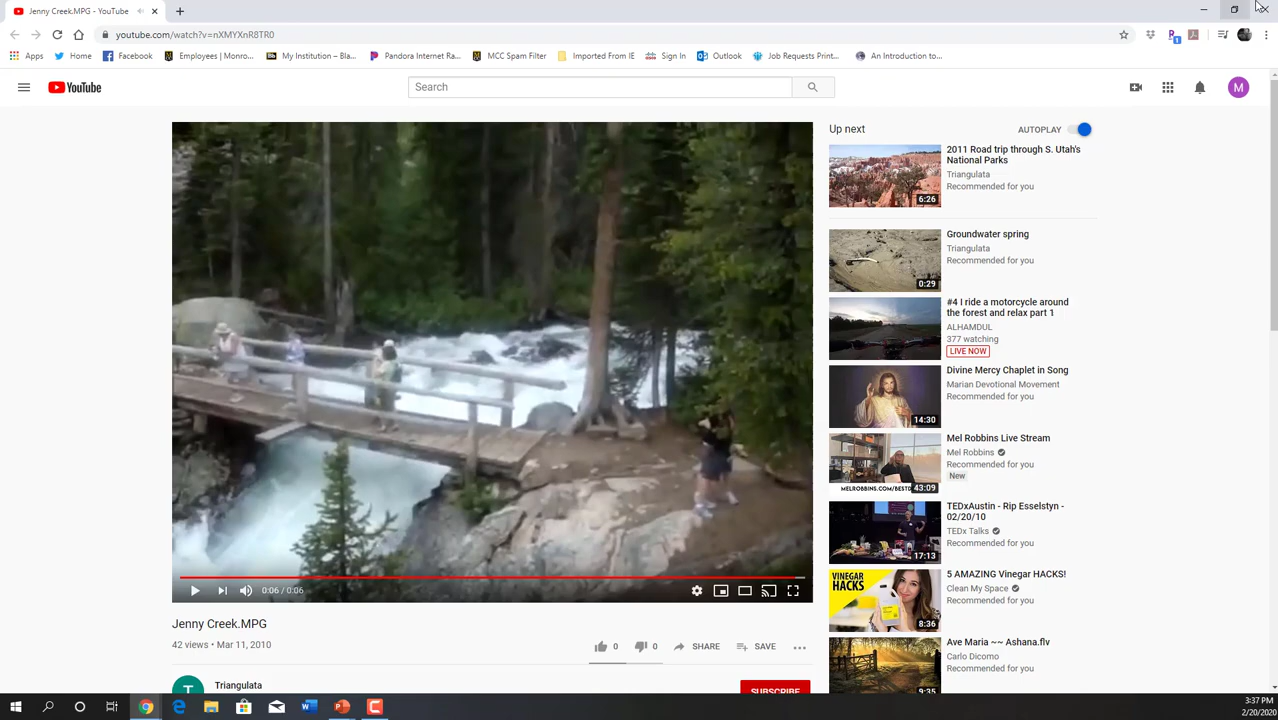 Jenny Creek.MPG - YouTube
youtube.com/watch?v=nXMYXnR8TR0
Apps Home Facebook Employees | Monro... My Institution – Bla... Pandora Internet Ra... MCC Spam Filter Imported From IE Sign In Outlook Job Requests Print... An Introduction to...
YouTube
Search
M
Up next AUTOPLAY
2011 Road trip through S. Utah's
National Parks
Triangulata
Recommended for you
6:26
Groundwater spring
Triangulata
Recommended for you
0:29
#4 I ride a motorcycle around
the forest and relax part 1
ALHAMDUL
377 watching
LIVE NOW
Divine Mercy Chaplet in Song
Marian Devotional Movement
Recommended for you
14:30
Mel Robbins Live Stream
Mel Robbins
Recommended for you
New
43:09
TEDxAustin - Rip Esselstyn -
02/20/10
TEDx Talks
Recommended for you
17:13
VINEGAR
HACKS!
5 AMAZING Vinegar HACKS!
Clean My Space
Recommended for you
8:36
Ave Maria ~~ Ashana.flv
Carlo Dicomo
Recommended for you
9:35
0:06 / 0:06
Jenny Creek.MPG
42 views • Mar 11, 2010
0 0 SHARE SAVE
T
Triangulata
SUBSCRIBE
3:37 PM
2/20/2020